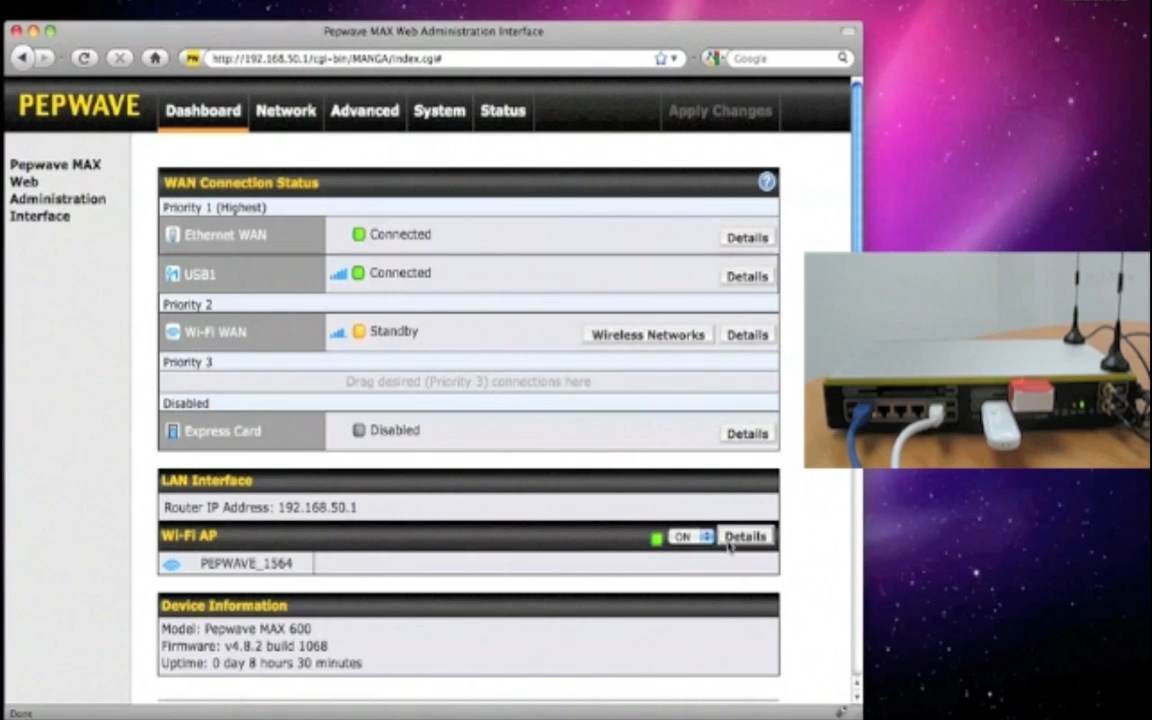 Pepwave MAX Web Administration Interface
http://192.168.50.1/cgi-bin/MANGA/index.cgi#
Google
PEPWAVE
Dashboard Network Advanced System Status Apply Changes
Pepwave MAX
Web
Administration
Interface
WAN Connection Status
Priority 1 (Highest)
Ethernet WAN Connected Details
USB1 Connected Details
Priority 2
Wi-Fi WAN Standby Wireless Networks Details
Priority 3
Drag desired (Priority 3) connections here
Disabled
Express Card Disabled Details
LAN Interface
Router IP Address: 192.168.50.1
Wi-Fi AP ON Details
PEPWAVE_1564
Device Information
Model: Pepwave MAX 600
Firmware: v4.8.2 build 1068
Uptime: 0 day 8 hours 30 minutes
Done